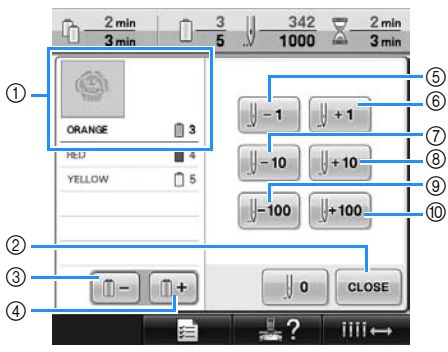 2 min 3 342 2 min
3 min 5 1000 3 min
①
ORANGE 3
RED 4
YELLOW 5
- 1 + 1
- 10 + 10
-100 +100
⑤
⑥
⑦
⑧
⑨
⑩
②
③
④
- +
0 CLOSE
?